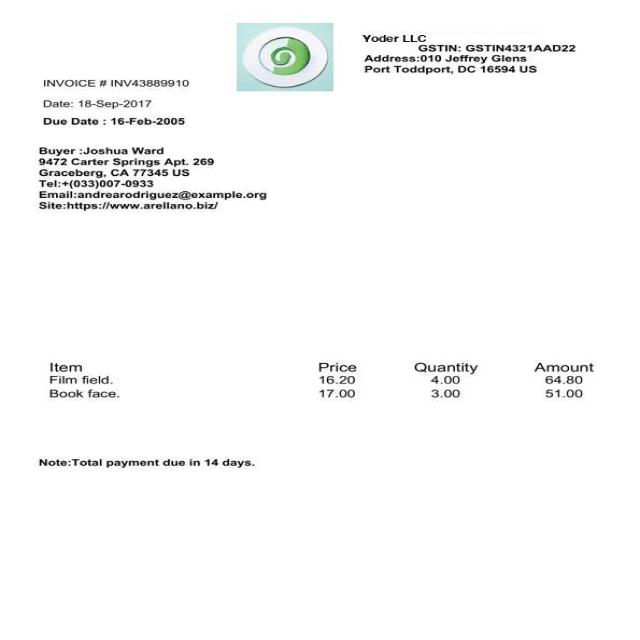 Yoder LLC
GSTIN: GSTIN4321AAD22
Address:010 Jeffrey Glens
Port Toddport, DC 16594 US
INVOICE # INV43889910
Date: 18-Sep-2017
Due Date : 16-Feb-2005
Buyer :Joshua Ward
9472 Carter Springs Apt. 269
Graceberg, CA 77345 US
Tel:+(033)007-0933
Email:andrearodriguez@example.org
Site:https://www.arellano.biz/
Item Price Quantity Amount
Film field. 16.20 4.00 64.80
Book face. 17.00 3.00 51.00
Note:Total payment due in 14 days.